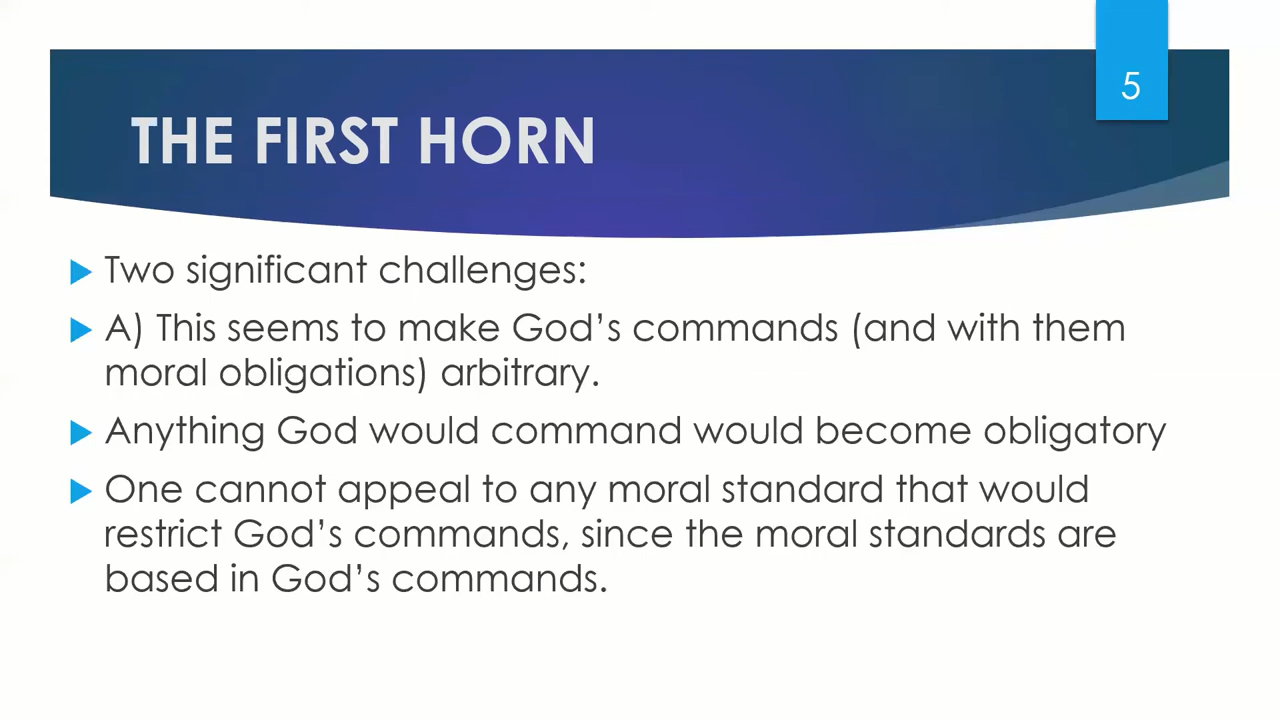 5
THE FIRST HORN
Two significant challenges:
A) This seems to make God’s commands (and with them
moral obligations) arbitrary.
Anything God would command would become obligatory
One cannot appeal to any moral standard that would
restrict God’s commands, since the moral standards are
based in God’s commands.